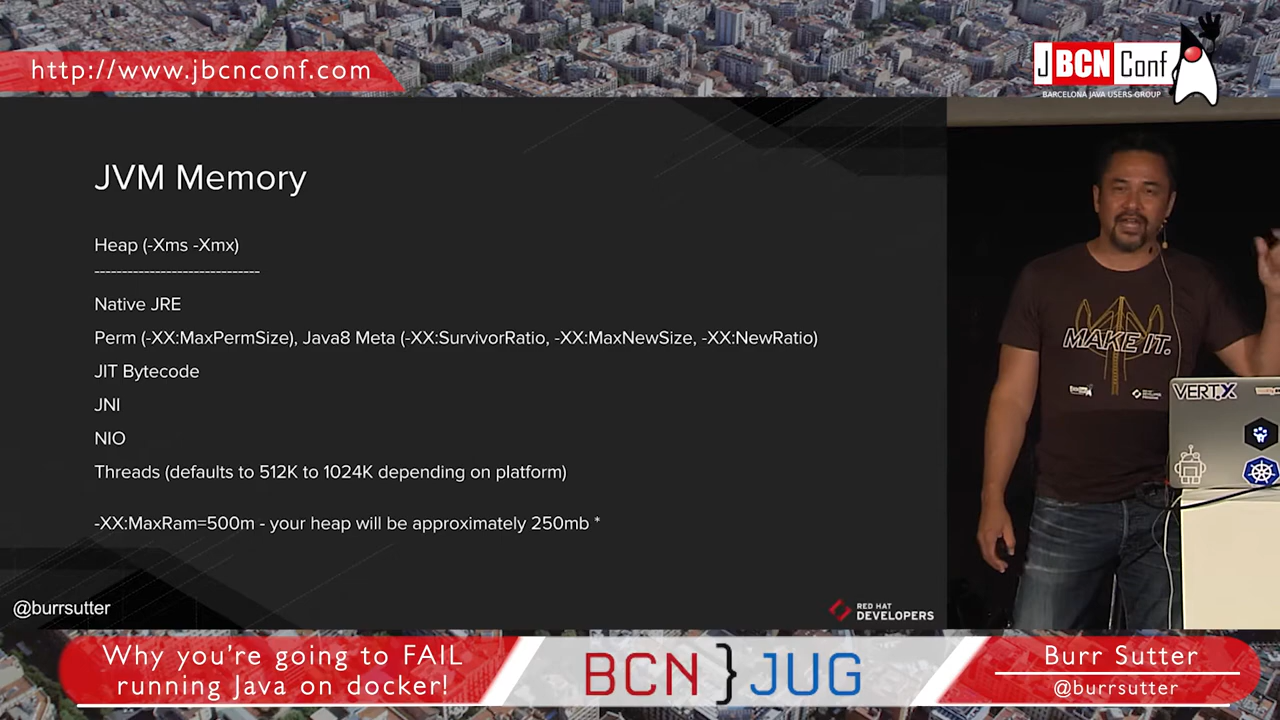 http://www.jbcnconf.com
JBCN Conf
BARCELONA JAVA USERS GROUP
JVM Memory
Heap (-Xms -Xmx)
------------------------------
Native JRE
Perm (-XX:MaxPermSize), Java8 Meta (-XX:SurvivorRatio, -XX:MaxNewSize, -XX:NewRatio)
JIT Bytecode
JNI
NIO
Threads (defaults to 512K to 1024K depending on platform)
-XX:MaxRam=500m - your heap will be approximately 250mb *
@burrsutter
RED HAT
DEVELOPERS
MAKE IT.
VERT.X
Why you're going to FAIL
running Java on docker!
BCN } JUG
Burr Sutter
@burrsutter